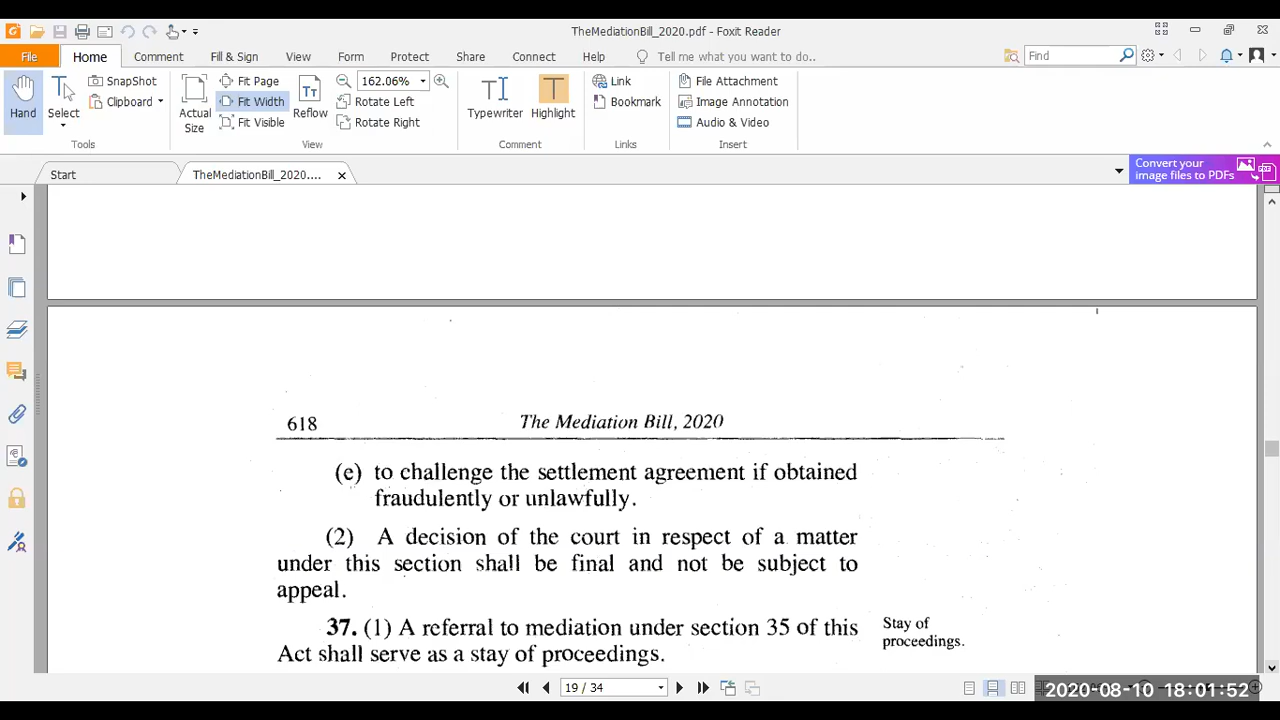 TheMediationBill_2020.pdf - Foxit Reader
File Home Comment Fill & Sign View Form Protect Share Connect Help Tell me what you want to do.. Find
Hand Select SnapShot Clipboard Actual Size Fit Page Fit Width Fit Visible Reflow 162.06% Rotate Left Rotate Right Typewriter Highlight Link Bookmark File Attachment Image Annotation Audio & Video
Tools View Comment Links Insert
Start TheMediationBill_2020.... Convert your
image files to PDFs
618 The Mediation Bill, 2020
(e) to challenge the settlement agreement if obtained
fraudulently or unlawfully.
(2) A decision of the court in respect of a matter
under this section shall be final and not be subject to
appeal.
37. (1) A referral to mediation under section 35 of this Stay of
Act shall serve as a stay of proceedings. proceedings.
19 / 34 2020-08-10 18:01:52